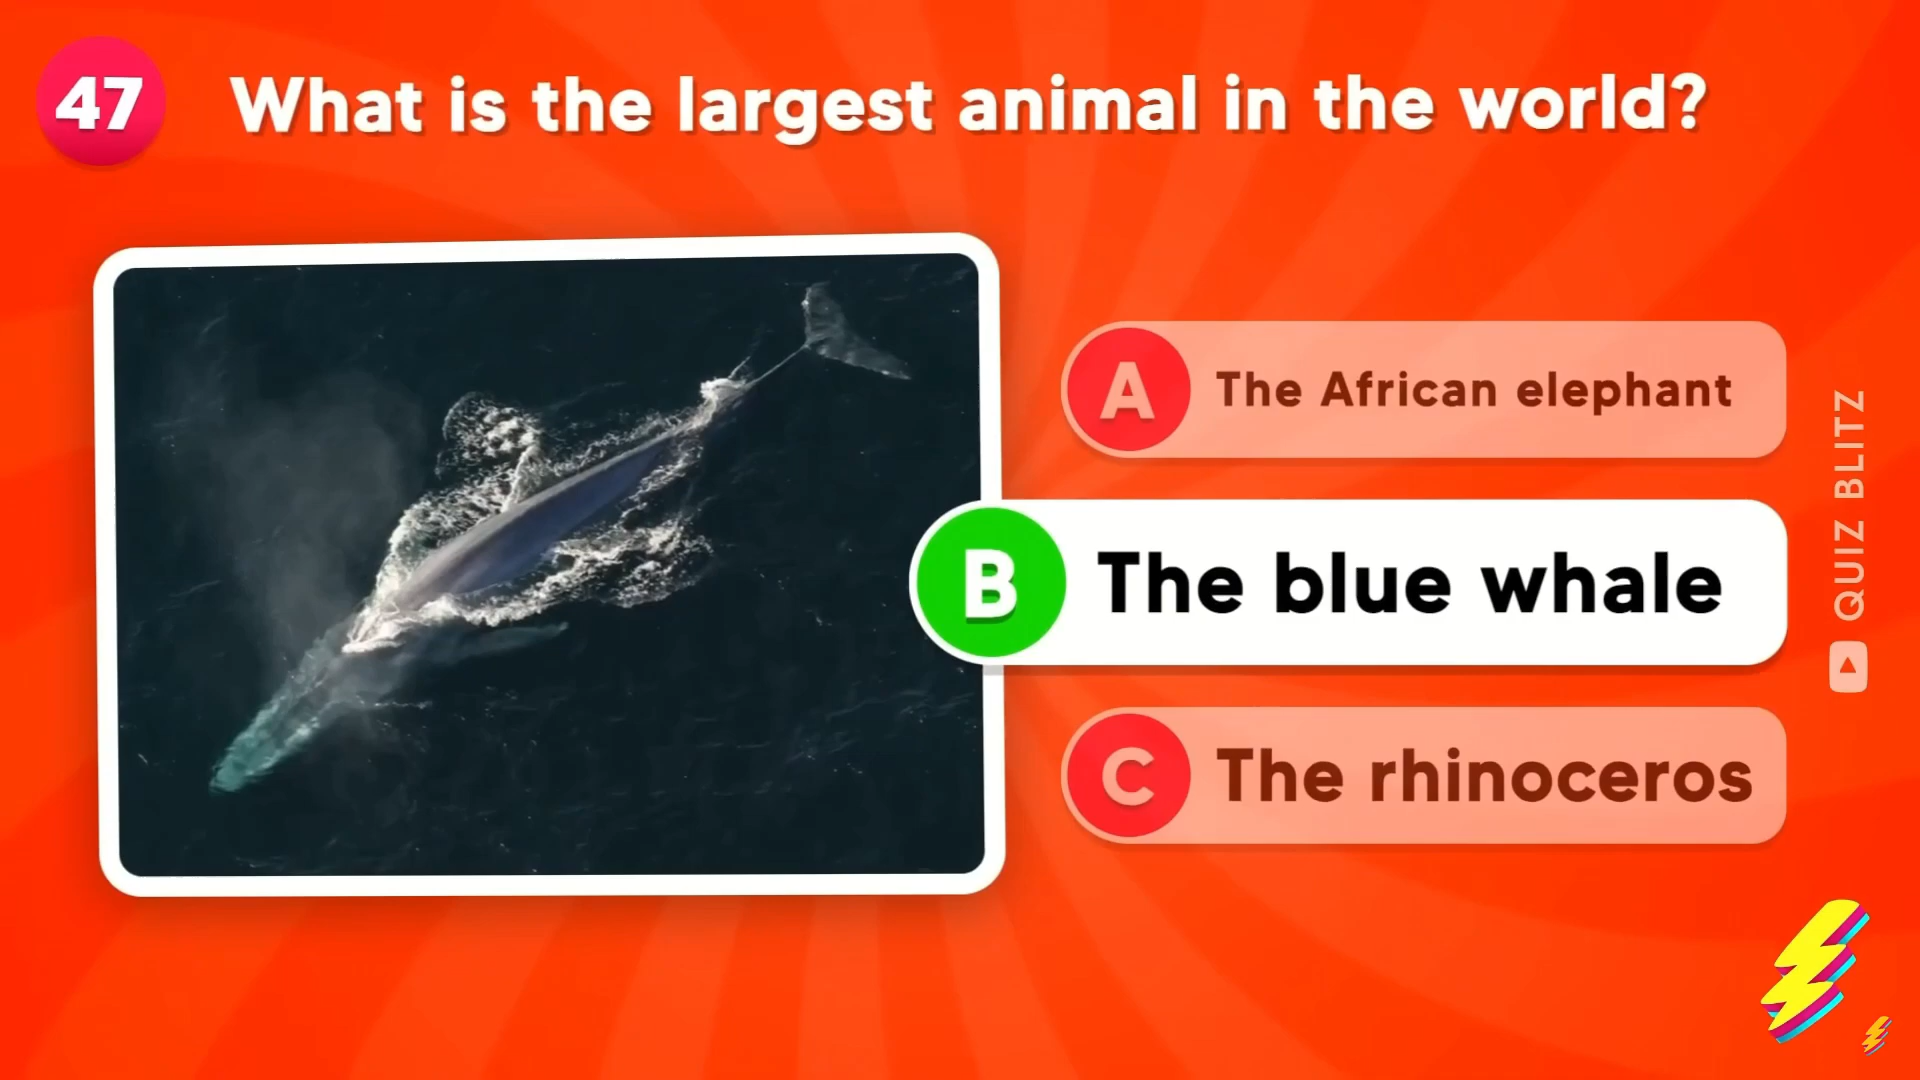 47
What is the largest animal in the world?
A
The African elephant
B
The blue whale
C
The rhinoceros
QUIZ BLITZ